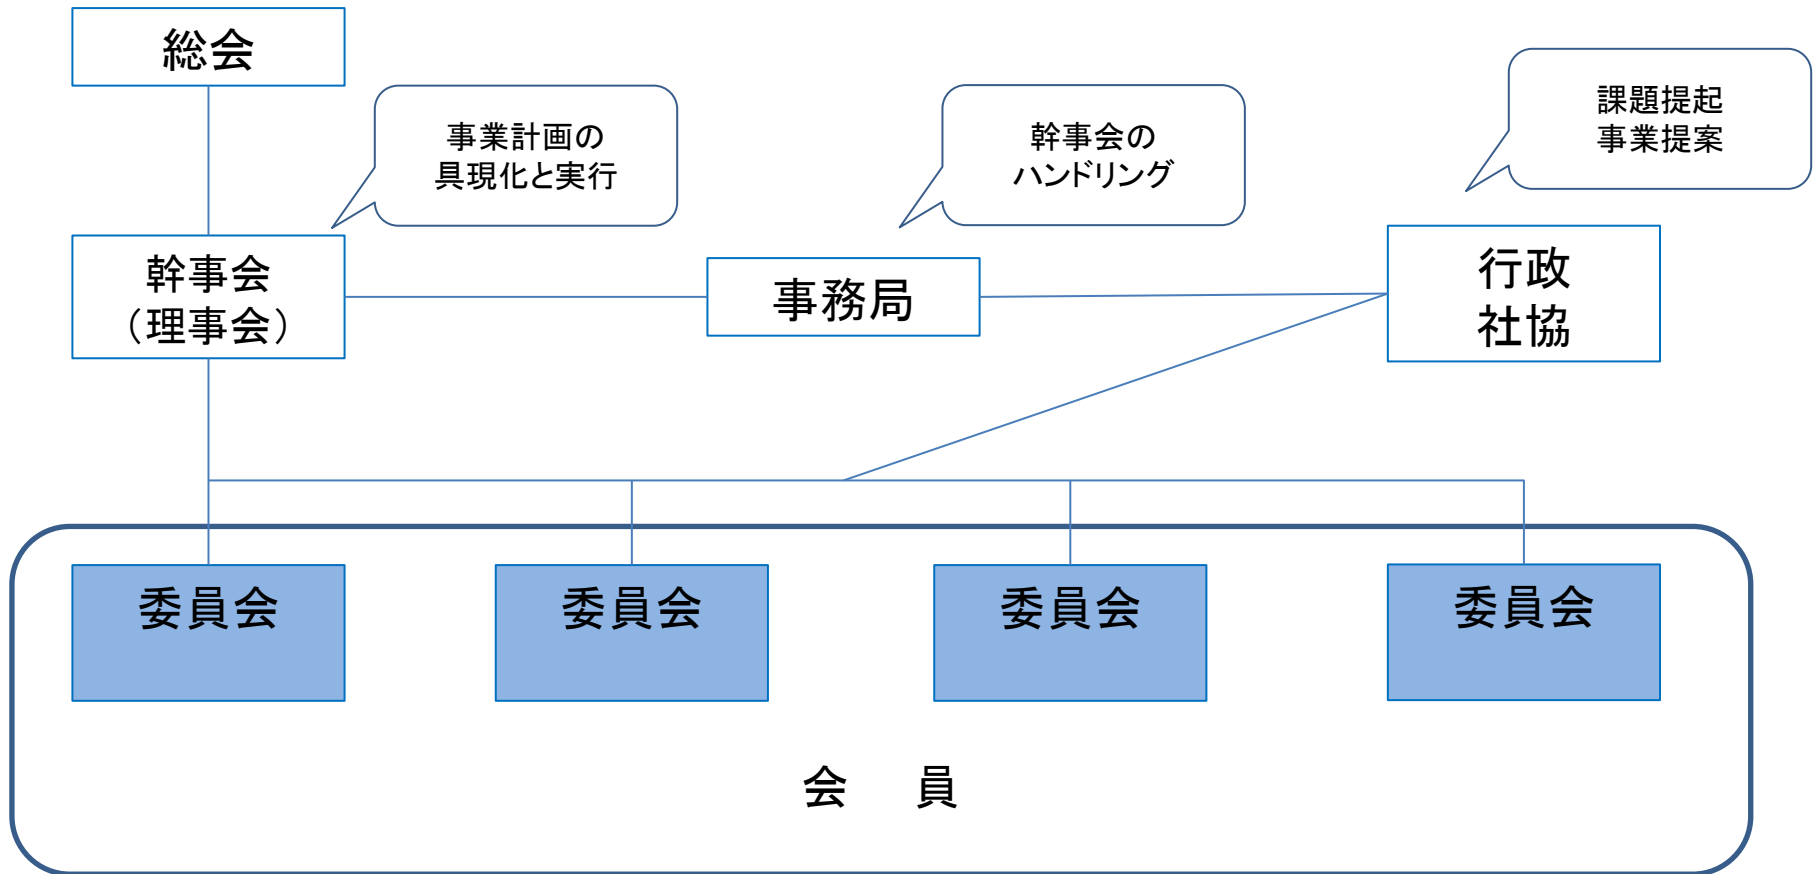 総会
事業計画の
具現化と実行
幹事会の
ハンドリング
課題提起
事業提案
幹事会
（理事会）
事務局
行政
社協
委員会
委員会
委員会
委員会
会　員